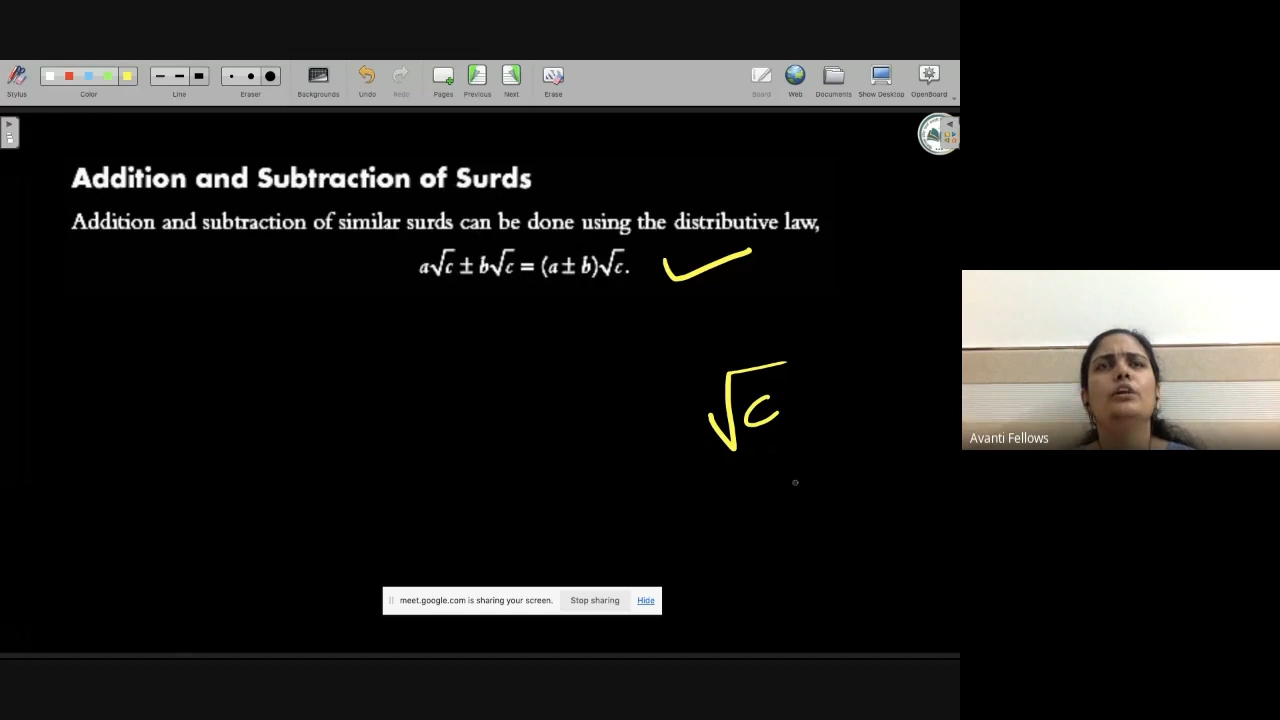 Stylus
Color
Line
Eraser
Backgrounds
Undo
Redo
Pages
Previous
Next
Erase
Board
Web
Documents
Show Desktop
OpenBoard
Addition and Subtraction of Surds
Addition and subtraction of similar surds can be done using the distributive law,
a√c ± b√c = (a ± b)√c.
√c
Avanti Fellows
meet.google.com is sharing your screen.
Stop sharing
Hide